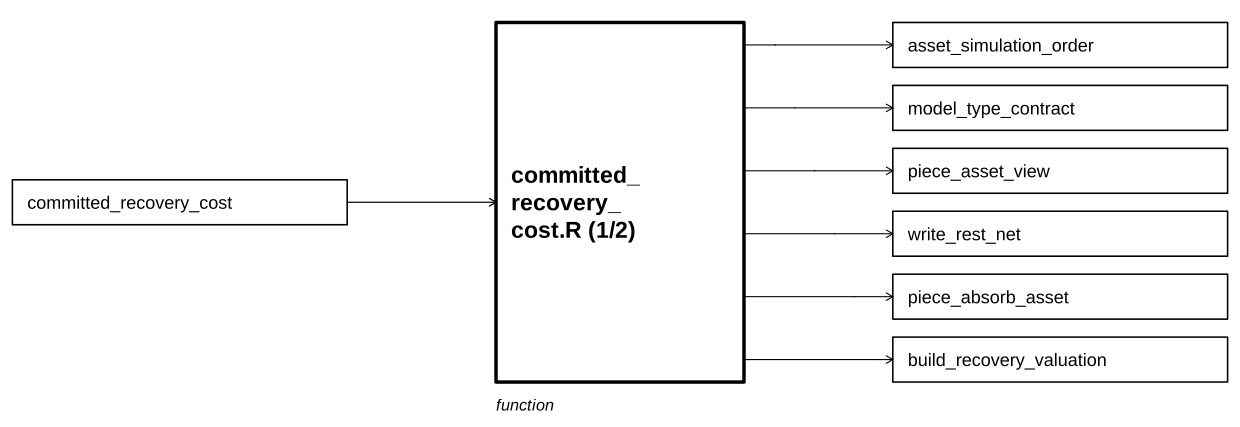 committed_recovery_cost
committed_
recovery_
cost.R (1/2)
function
asset_simulation_order
model_type_contract
piece_asset_view
write_rest_net
piece_absorb_asset
build_recovery_valuation